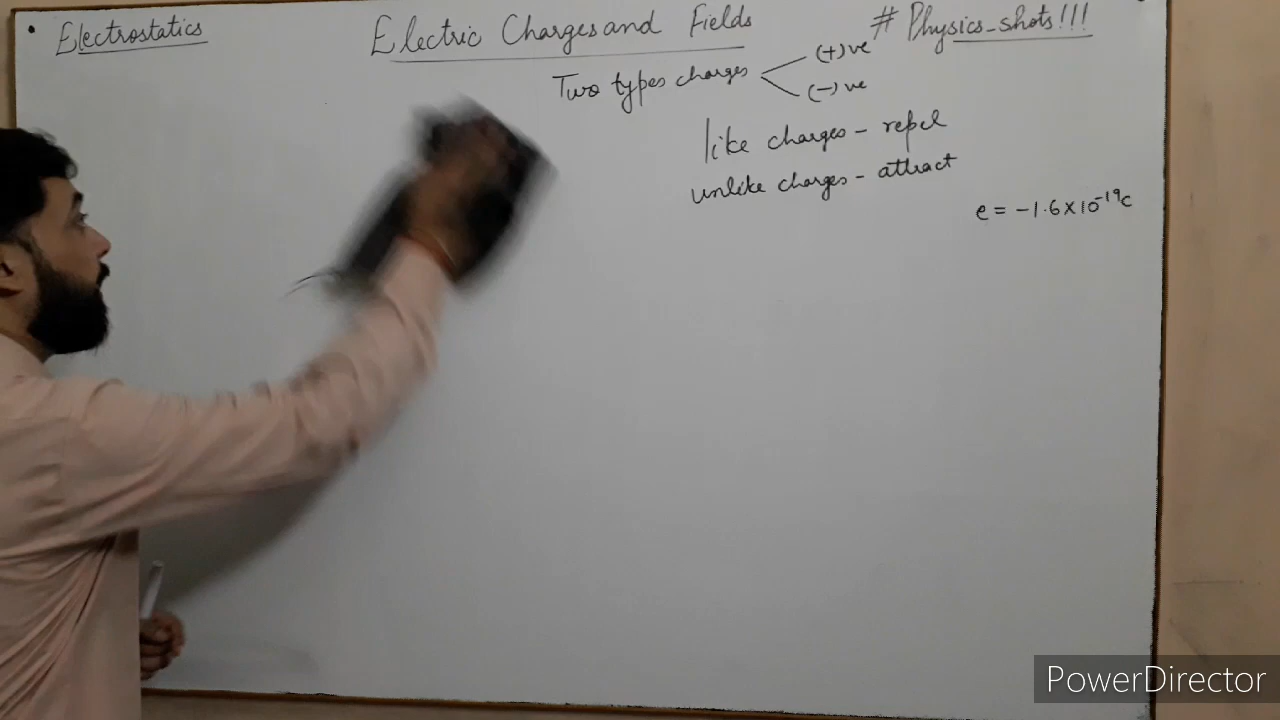 • Electrostatics
Electric Charges and Fields
# Physics-shots!!!
Two types charges
(+)ve
(-)ve
like charges - repel
unlike charges - attract
e = -1.6×10⁻¹⁹c
PowerDirector